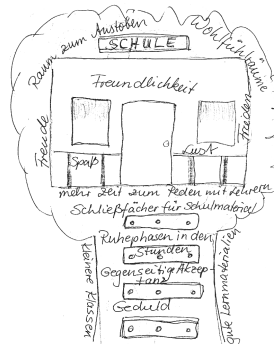 Raum zum Austoben
Wohlfühlräume
SCHULE
Freundlichkeit
Freude
Frieden
Spaß
Lust
mehr Zeit zum Reden mit Lehrern
Schließfächer für Schulmaterial
Ruhephasen in den
Stunden
Gegenseitige Akzep-
tanz
Geduld
kleinere Klassen
gute Lernmaterialien